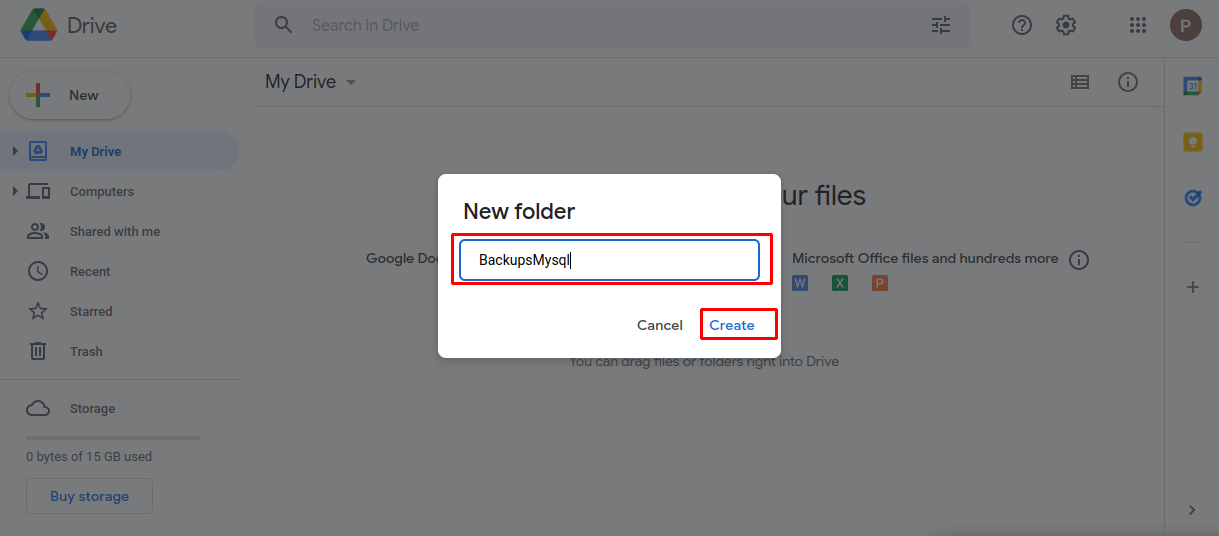 Drive
Search in Drive
P
New
My Drive
31
My Drive
Computers
Shared with me
Recent
Starred
Trash
Storage
0 bytes of 15 GB used
Buy storage
ur files
New folder
BackupsMysql
Cancel
Create
Google Doc
Microsoft Office files and hundreds more
W
X
P
You can drag files or folders right into Drive